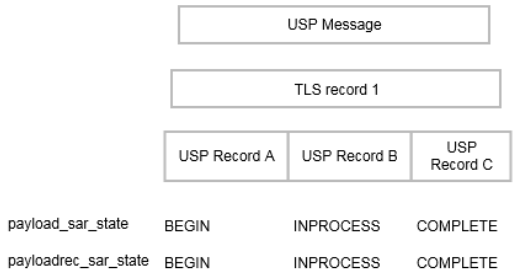 USP Message
TLS record 1
USP Record A USP Record B USP Record C
payload_sar_state BEGIN INPROCESS COMPLETE
payloadrec_sar_state BEGIN INPROCESS COMPLETE